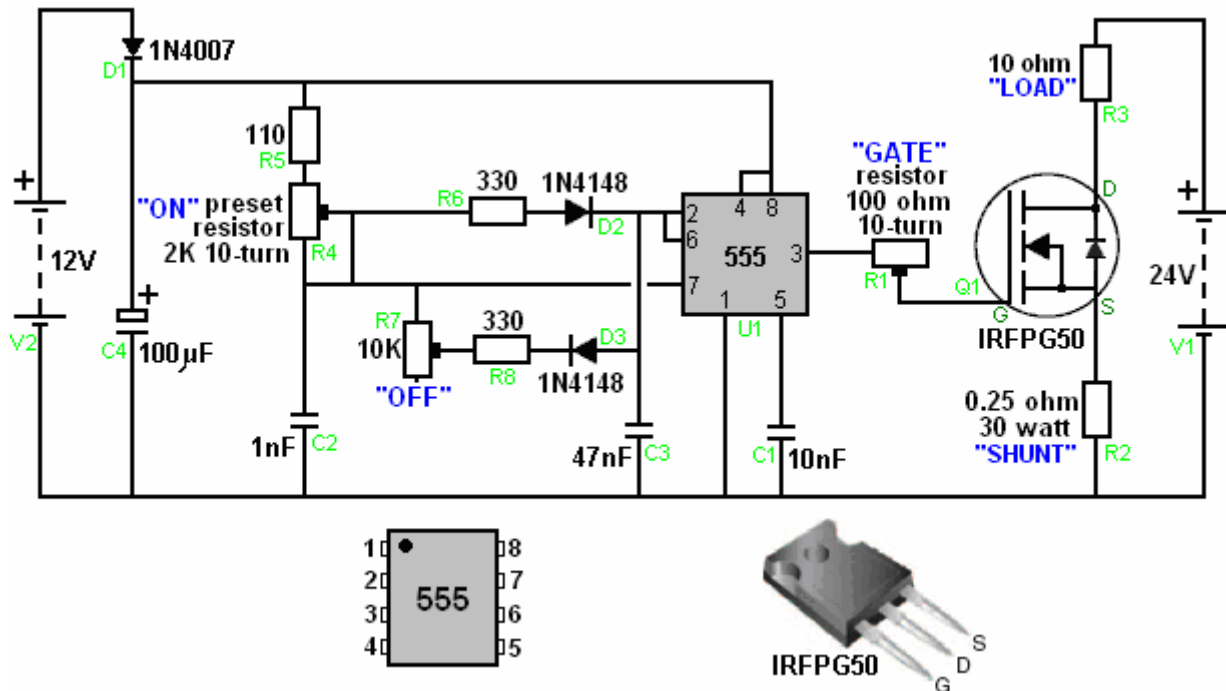 1N4007
D1
10 ohm
"LOAD"
R3
110
R5
"ON" preset
resistor
2K 10-turn
R4
R6
330
1N4148
D2
"GATE"
resistor
100 ohm
10-turn
R1
2
6
7
4
8
555
3
1
5
U1
D
Q1
G
S
IRFPG50
+
12V
V2
+
C4
100µF
R7
10K
"OFF"
330
R8
D3
1N4148
+
24V
V1
0.25 ohm
30 watt
"SHUNT"
R2
1nF
C2
47nF
C3
C1
10nF
1
2
3
4
555
8
7
6
5
IRFPG50
S
D
G